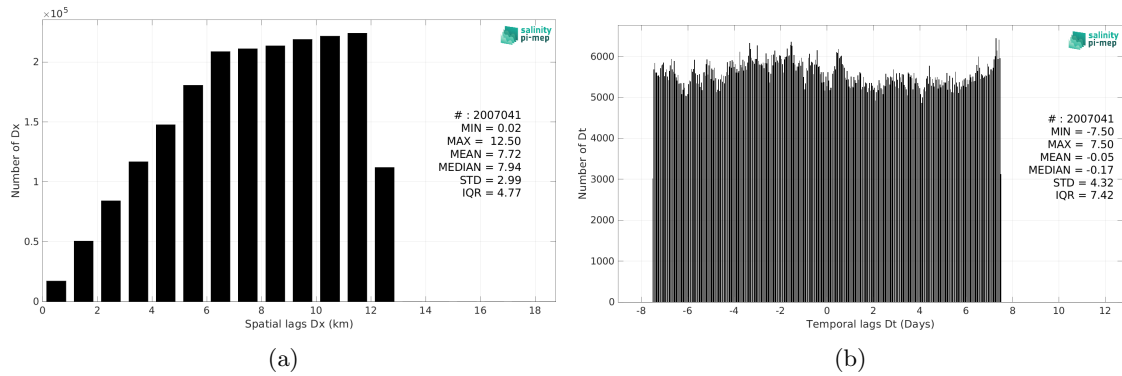 ×10^5
salinity
pi-mep
2
1.5
1
0.5
0
Number of Dx
# : 2007041
MIN = 0.02
MAX = 12.50
MEAN = 7.72
MEDIAN = 7.94
STD = 2.99
IQR = 4.77
0 2 4 6 8 10 12 14 16 18
Spatial lags Dx (km)
(a)
salinity
pi-mep
6000
5000
4000
3000
2000
1000
0
Number of Dt
# : 2007041
MIN = -7.50
MAX = 7.50
MEAN = -0.05
MEDIAN = -0.17
STD = 4.32
IQR = 7.42
-8 -6 -4 -2 0 2 4 6 8 10 12
Temporal lags Dt (Days)
(b)